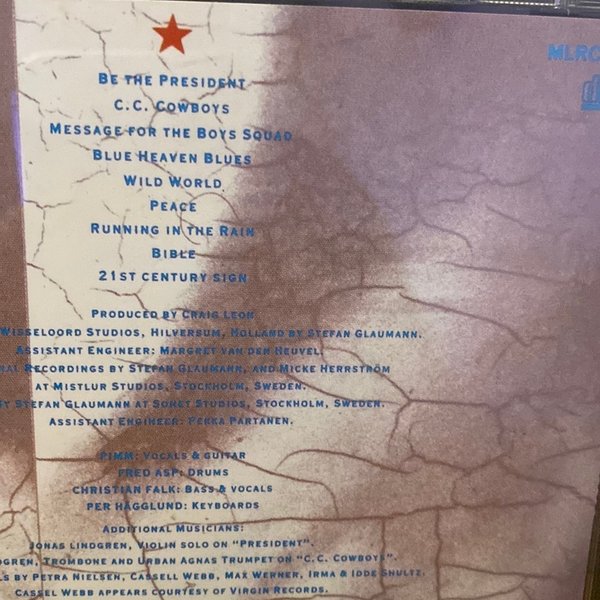 BE THE PRESIDENT
C.C. COWBOYS
MESSAGE FOR THE BOYS SQUAD
BLUE HEAVEN BLUES
WILD WORLD
PEACE
RUNNING IN THE RAIN
BIBLE
21ST CENTURY SIGN
MLRC
PRODUCED BY CRAIG LEON
WISSELOORD STUDIOS, HILVERSUM, HOLLAND BY STEFAN GLAUMANN.
ASSISTANT ENGINEER: MARGRET VAN DEN HEUVEL.
RECORDINGS BY STEFAN GLAUMANN, AND MICKE HERRSTRÖM
AT MISTLUR STUDIOS, STOCKHOLM, SWEDEN.
STEFAN GLAUMANN AT SONET STUDIOS, STOCKHOLM, SWEDEN.
ASSISTANT ENGINEER: PEKKA PARTANEN.
PIMM: VOCALS & GUITAR
FRED ASP: DRUMS
CHRISTIAN FALK: BASS & VOCALS
PER HÄGGLUND: KEYBOARDS
ADDITIONAL MUSICIANS:
JONAS LINDGREN, VIOLIN SOLO ON "PRESIDENT".
TROMBONE AND URBAN AGNAS TRUMPET ON "C.C. COWBOYS".
BY PETRA NIELSEN, CASSELL WEBB, MAX WERNER, IRMA & IDDE SHULTZ.
CASSEL WEBB APPEARS COURTESY OF VIRGIN RECORDS.